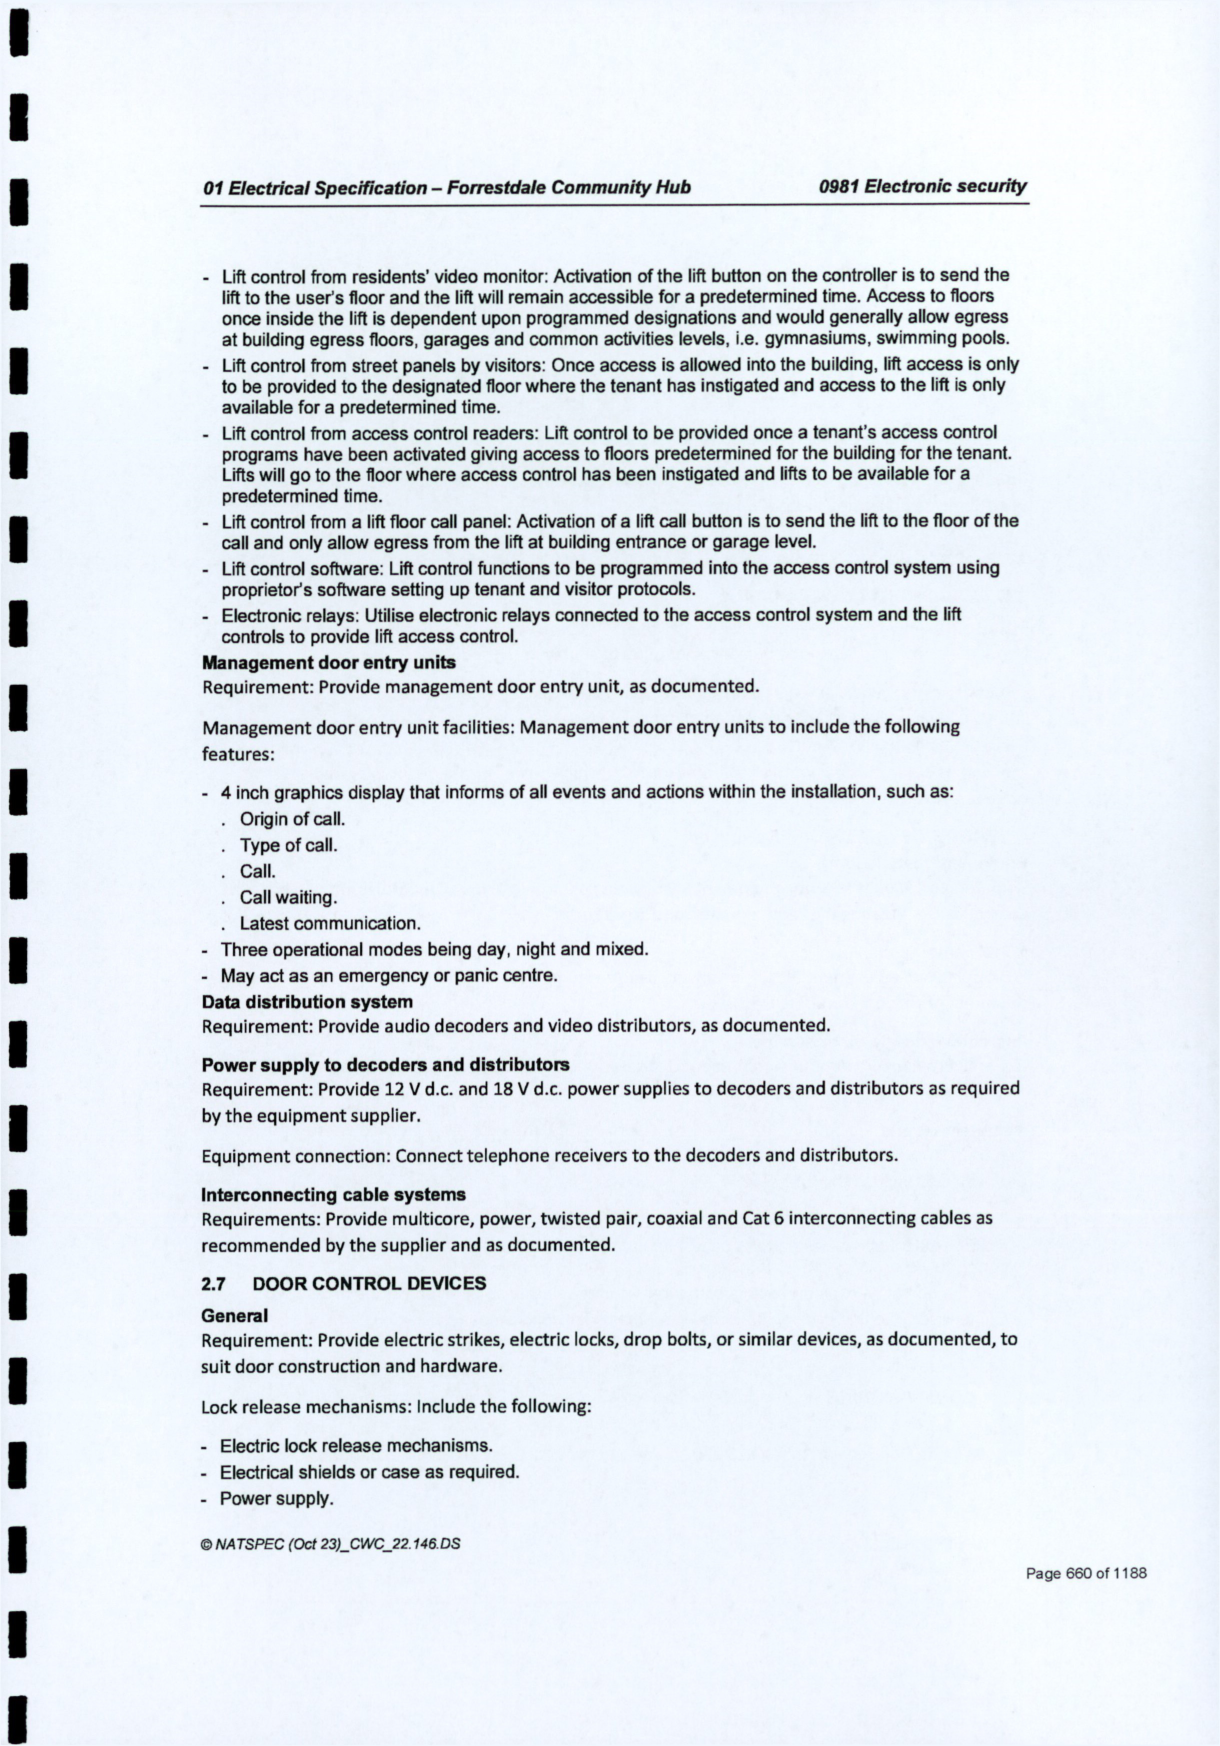 01 Electrical Specification – Forrestdale Community Hub 0981 Electronic security
- Lift control from residents' video monitor: Activation of the lift button on the controller is to send the
lift to the user's floor and the lift will remain accessible for a predetermined time. Access to floors
once inside the lift is dependent upon programmed designations and would generally allow egress
at building egress floors, garages and common activities levels, i.e. gymnasiums, swimming pools.
- Lift control from street panels by visitors: Once access is allowed into the building, lift access is only
to be provided to the designated floor where the tenant has instigated and access to the lift is only
available for a predetermined time.
- Lift control from access control readers: Lift control to be provided once a tenant's access control
programs have been activated giving access to floors predetermined for the building for the tenant.
Lifts will go to the floor where access control has been instigated and lifts to be available for a
predetermined time.
- Lift control from a lift floor call panel: Activation of a lift call button is to send the lift to the floor of the
call and only allow egress from the lift at building entrance or garage level.
- Lift control software: Lift control functions to be programmed into the access control system using
proprietor's software setting up tenant and visitor protocols.
- Electronic relays: Utilise electronic relays connected to the access control system and the lift
controls to provide lift access control.
Management door entry units
Requirement: Provide management door entry unit, as documented.
Management door entry unit facilities: Management door entry units to include the following
features:
- 4 inch graphics display that informs of all events and actions within the installation, such as:
. Origin of call.
. Type of call.
. Call.
. Call waiting.
. Latest communication.
- Three operational modes being day, night and mixed.
- May act as an emergency or panic centre.
Data distribution system
Requirement: Provide audio decoders and video distributors, as documented.
Power supply to decoders and distributors
Requirement: Provide 12 V d.c. and 18 V d.c. power supplies to decoders and distributors as required
by the equipment supplier.
Equipment connection: Connect telephone receivers to the decoders and distributors.
Interconnecting cable systems
Requirements: Provide multicore, power, twisted pair, coaxial and Cat 6 interconnecting cables as
recommended by the supplier and as documented.
2.7 DOOR CONTROL DEVICES
General
Requirement: Provide electric strikes, electric locks, drop bolts, or similar devices, as documented, to
suit door construction and hardware.
Lock release mechanisms: Include the following:
- Electric lock release mechanisms.
- Electrical shields or case as required.
- Power supply.
© NATSPEC (Oct 23)_CWC_22.146.DS
Page 660 of 1188